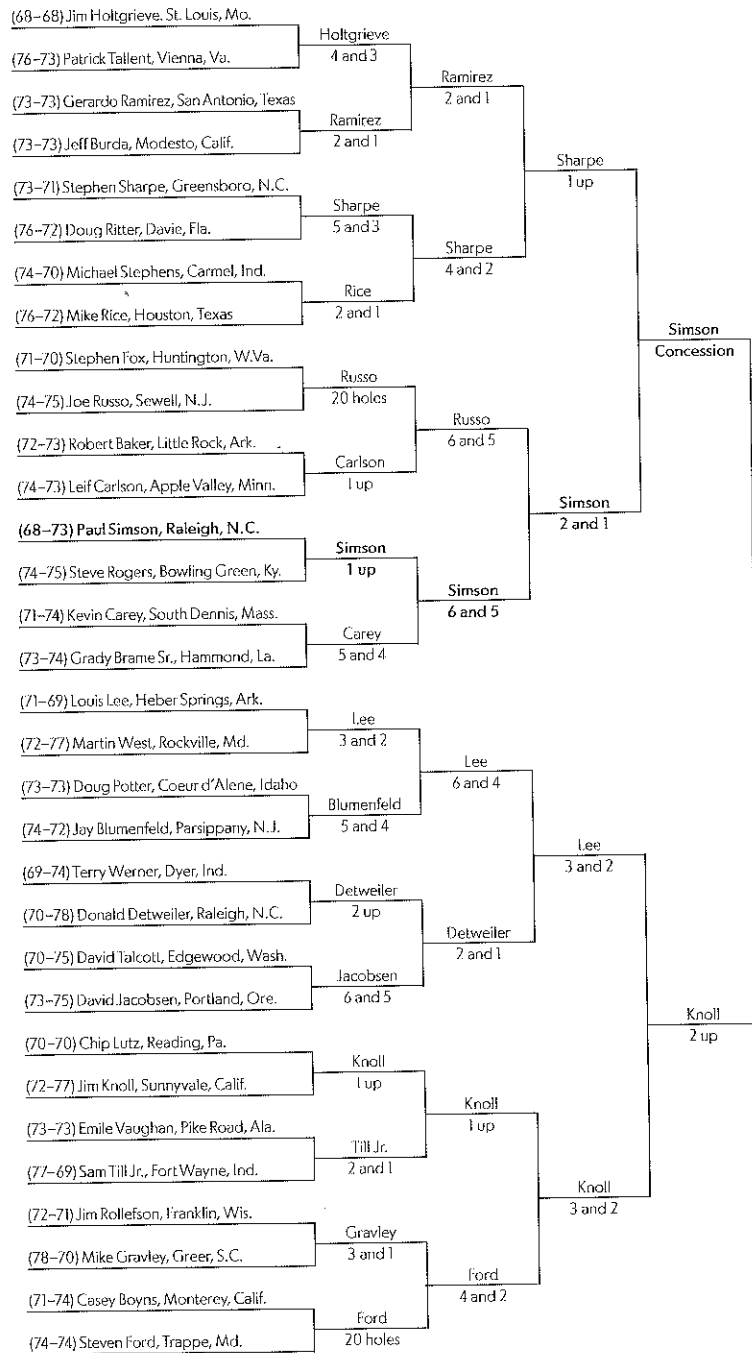 (68–68) Jim Holtgrieve. St. Louis, Mo.
(76–73) Patrick Tallent, Vienna, Va.
(73–73) Gerardo Ramirez, San Antonio, Texas
(73–73) Jeff Burda, Modesto, Calif.
(73–71) Stephen Sharpe, Greensboro, N.C.
(76–72) Doug Ritter, Davie, Fla.
(74–70) Michael Stephens, Carmel, Ind.
(76–72) Mike Rice, Houston, Texas
(71–70) Stephen Fox, Huntington, W.Va.
(74–75) Joe Russo, Sewell, N.J.
(72–73) Robert Baker, Little Rock, Ark.
(74–73) Leif Carlson, Apple Valley, Minn.
(68–73) Paul Simson, Raleigh, N.C.
(74–75) Steve Rogers, Bowling Green, Ky.
(71–74) Kevin Carey, South Dennis, Mass.
(73–74) Grady Brame Sr., Hammond, La.
(71–69) Louis Lee, Heber Springs, Ark.
(72–77) Martin West, Rockville, Md.
(73–73) Doug Potter, Coeur d'Alene, Idaho
(74–72) Jay Blumenfeld, Parsippany, N.J.
(69–74) Terry Werner, Dyer, Ind.
(70–78) Donald Detweiler, Raleigh, N.C.
(70–75) David Talcott, Edgewood, Wash.
(73–75) David Jacobsen, Portland, Ore.
(70–70) Chip Lutz, Reading, Pa.
(72–77) Jim Knoll, Sunnyvale, Calif.
(73–73) Emile Vaughan, Pike Road, Ala.
(77–69) Sam Till Jr., Fort Wayne, Ind.
(72–71) Jim Rollefson, Franklin, Wis.
(78–70) Mike Gravley, Greer, S.C.
(71–74) Casey Boyns, Monterey, Calif.
(74–74) Steven Ford, Trappe, Md.
Holtgrieve
4 and 3
Ramirez
2 and 1
Sharpe
5 and 3
Rice
2 and 1
Russo
20 holes
Carlson
1 up
Simson
1 up
Carey
5 and 4
Lee
3 and 2
Blumenfeld
5 and 4
Detweiler
2 up
Jacobsen
6 and 5
Knoll
1 up
Till Jr.
2 and 1
Gravley
3 and 1
Ford
20 holes
Ramirez
2 and 1
Sharpe
4 and 2
Russo
6 and 5
Simson
6 and 5
Lee
6 and 4
Detweiler
2 and 1
Knoll
1 up
Ford
4 and 2
Sharpe
1 up
Simson
2 and 1
Lee
3 and 2
Knoll
3 and 2
Simson
Concession
Knoll
2 up